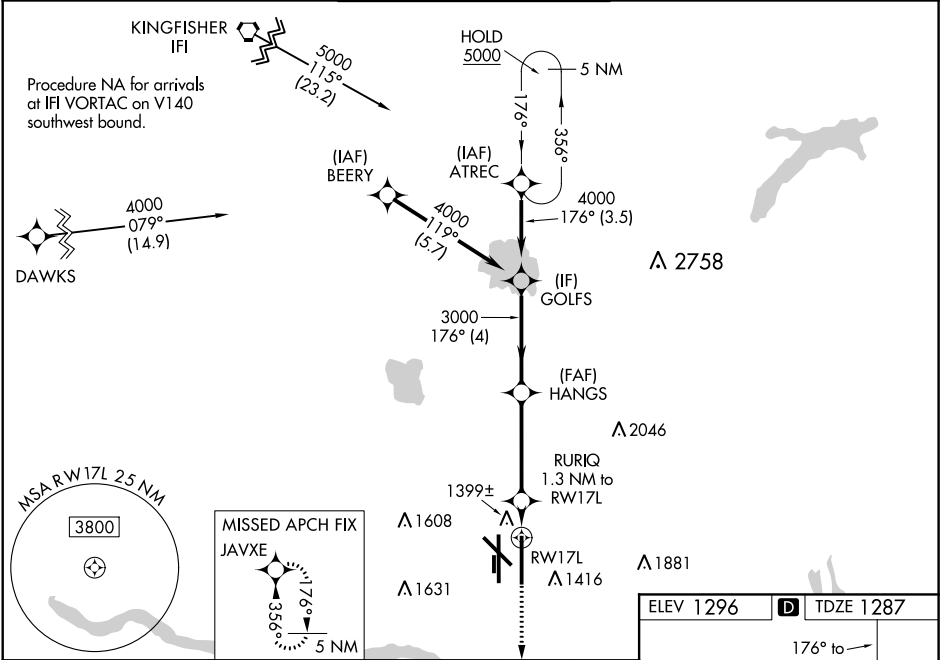 KINGFISHER
IFI
5000
115°
(23.2)
Procedure NA for arrivals
at IFI VORTAC on V140
southwest bound.
HOLD
5000
5 NM
176°
356°
(IAF)
BEERY
(IAF)
ATREC
4000
119°
(5.7)
4000
176° (3.5)
4000
079°
(14.9)
DAWKS
2758
(IF)
GOLFS
3000
176° (4)
(FAF)
HANGS
2046
RURIQ
1.3 NM to
RW17L
1399±
1608
RW17L
1416
1881
1631
MSA RW17L 25 NM
3800
MISSED APCH FIX
JAVXE
176°
356°
5 NM
ELEV 1296 D TDZE 1287
176° to